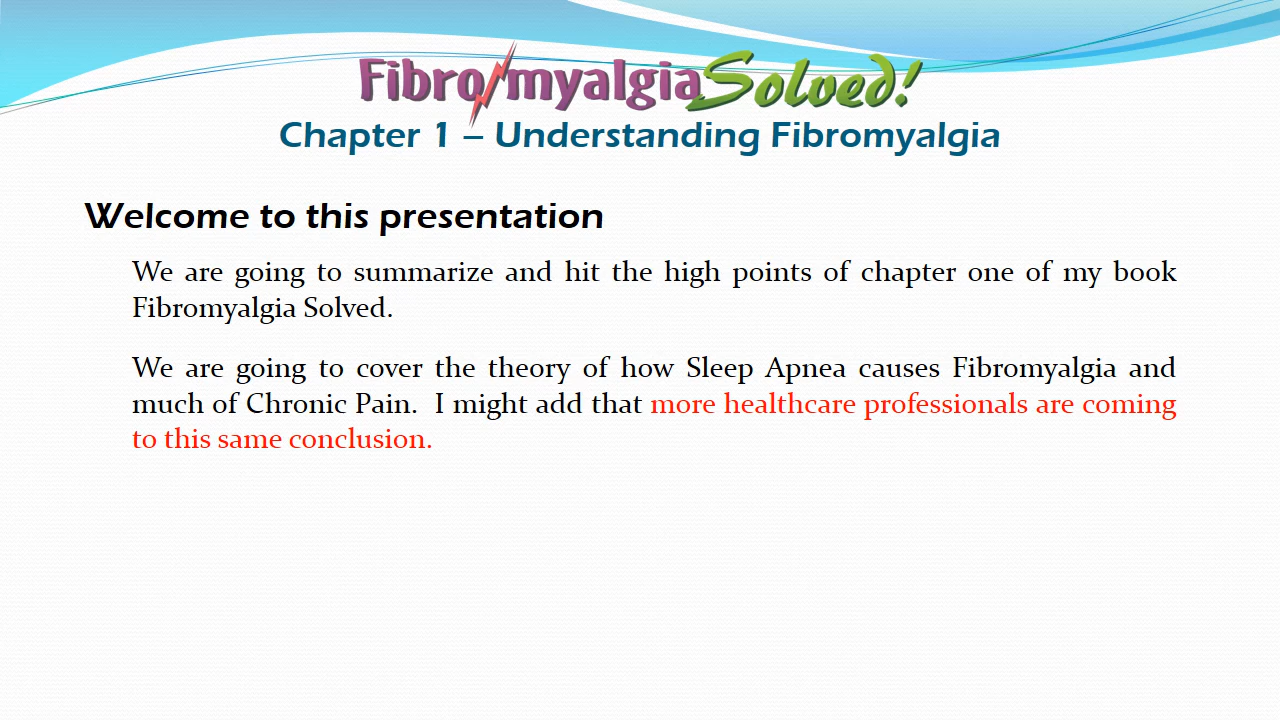 Fibromyalgia Solved!
Chapter 1 – Understanding Fibromyalgia
Welcome to this presentation
We are going to summarize and hit the high points of chapter one of my book
Fibromyalgia Solved.
We are going to cover the theory of how Sleep Apnea causes Fibromyalgia and
much of Chronic Pain.  I might add that more healthcare professionals are coming
to this same conclusion.